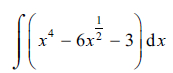 ∫(x⁴ − 6x^(1/2) − 3) dx